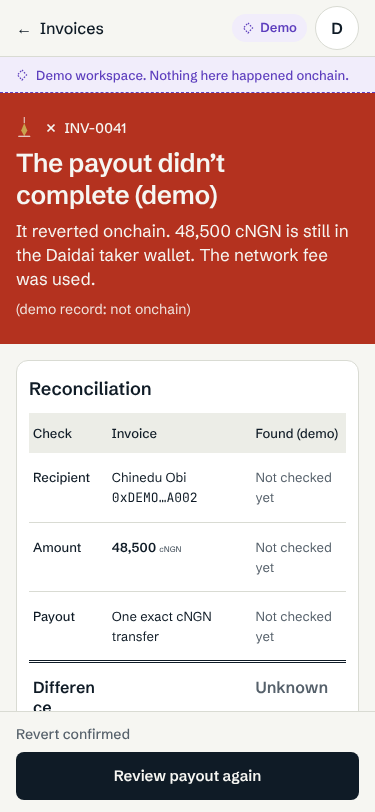 ← Invoices
Demo
D
Demo workspace. Nothing here happened onchain.
× INV-0041
The payout didn’t
complete (demo)
It reverted onchain. 48,500 cNGN is still in
the Daidai taker wallet. The network fee
was used.
(demo record: not onchain)
Reconciliation
Check Invoice Found (demo)
Recipient Chinedu Obi Not checked
0xDEMO…A002 yet
Amount 48,500 cNGN Not checked
yet
Payout One exact cNGN Not checked
transfer yet
Differen Unknown
ce
Revert confirmed
Review payout again